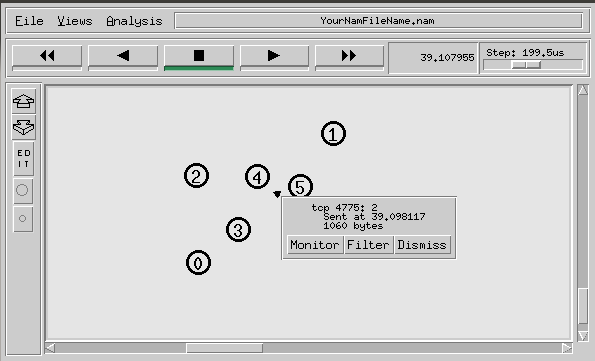 Eile Views Analysis YourNamFileName.nam
39.107955 Step: 199.5us
ED
IT
1
2 4 5
tcp 4775: 2
Sent at 39.098117
1060 bytes
Monitor Filter Dismiss
3
0